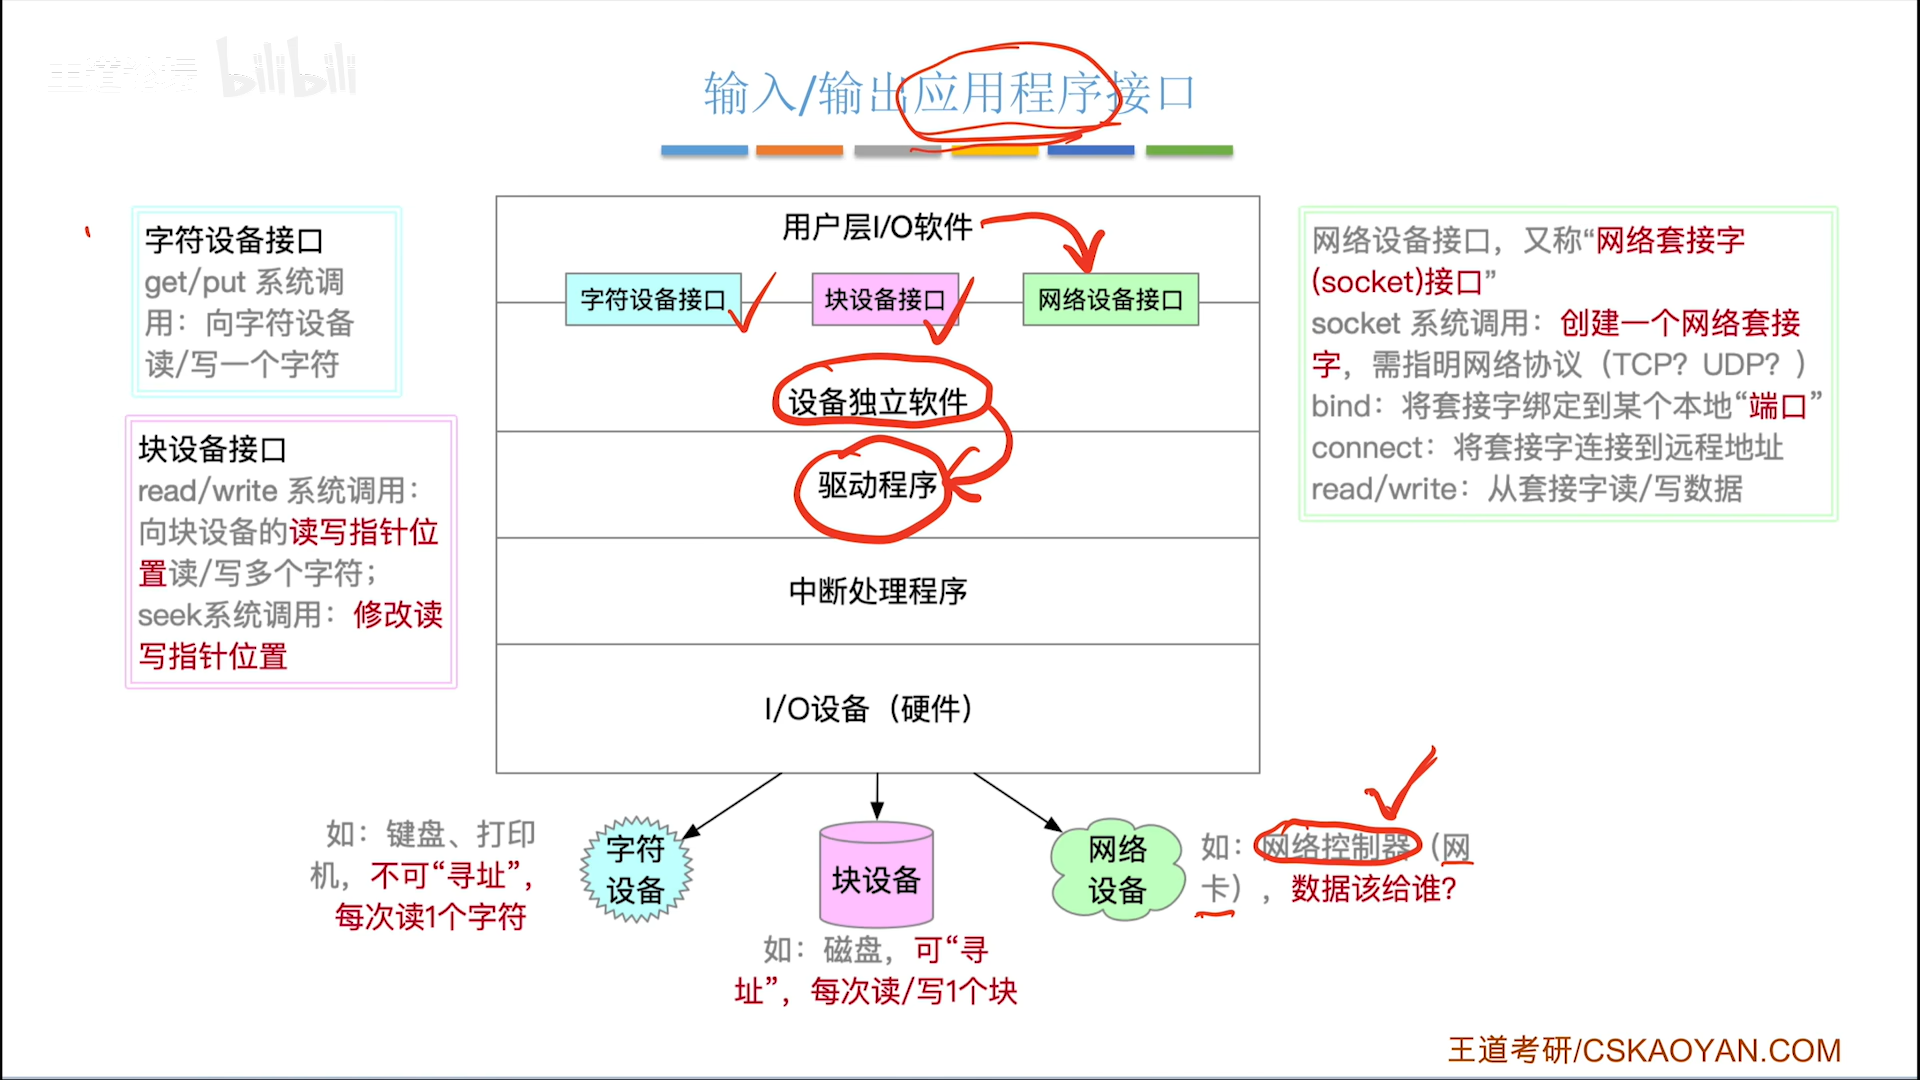 王道论坛 bilibili
输入/输出应用程序接口
字符设备接口
get/put 系统调
用：向字符设备
读/写一个字符
块设备接口
read/write 系统调用：
向块设备的读写指针位
置读/写多个字符；
seek系统调用：修改读
写指针位置
用户层I/O软件
字符设备接口
块设备接口
网络设备接口
设备独立软件
驱动程序
中断处理程序
I/O设备（硬件）
网络设备接口，又称“网络套接字
(socket)接口”
socket 系统调用：创建一个网络套接
字，需指明网络协议（TCP？UDP？）
bind：将套接字绑定到某个本地“端口”
connect：将套接字连接到远程地址
read/write：从套接字读/写数据
如：键盘、打印
机，不可“寻址”，
每次读1个字符
字符
设备
块设备
如：磁盘，可“寻
址”，每次读/写1个块
网络
设备
如：网络控制器（网
卡），数据该给谁？
王道考研/CSKAOYAN.COM